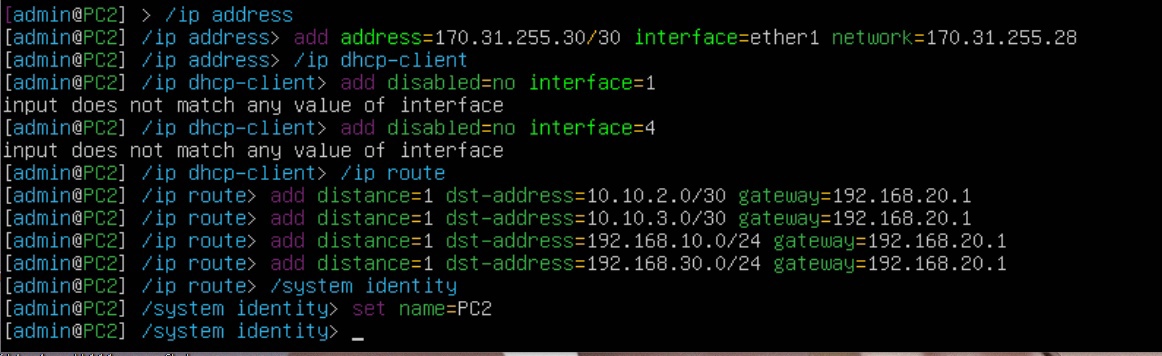 [admin@PC2] > /ip address
[admin@PC2] /ip address> add address=170.31.255.30/30 interface=ether1 network=170.31.255.28
[admin@PC2] /ip address> /ip dhcp-client
[admin@PC2] /ip dhcp-client> add disabled=no interface=1
input does not match any value of interface
[admin@PC2] /ip dhcp-client> add disabled=no interface=4
input does not match any value of interface
[admin@PC2] /ip dhcp-client> /ip route
[admin@PC2] /ip route> add distance=1 dst-address=10.10.2.0/30 gateway=192.168.20.1
[admin@PC2] /ip route> add distance=1 dst-address=10.10.3.0/30 gateway=192.168.20.1
[admin@PC2] /ip route> add distance=1 dst-address=192.168.10.0/24 gateway=192.168.20.1
[admin@PC2] /ip route> add distance=1 dst-address=192.168.30.0/24 gateway=192.168.20.1
[admin@PC2] /ip route> /system identity
[admin@PC2] /system identity> set name=PC2
[admin@PC2] /system identity> _